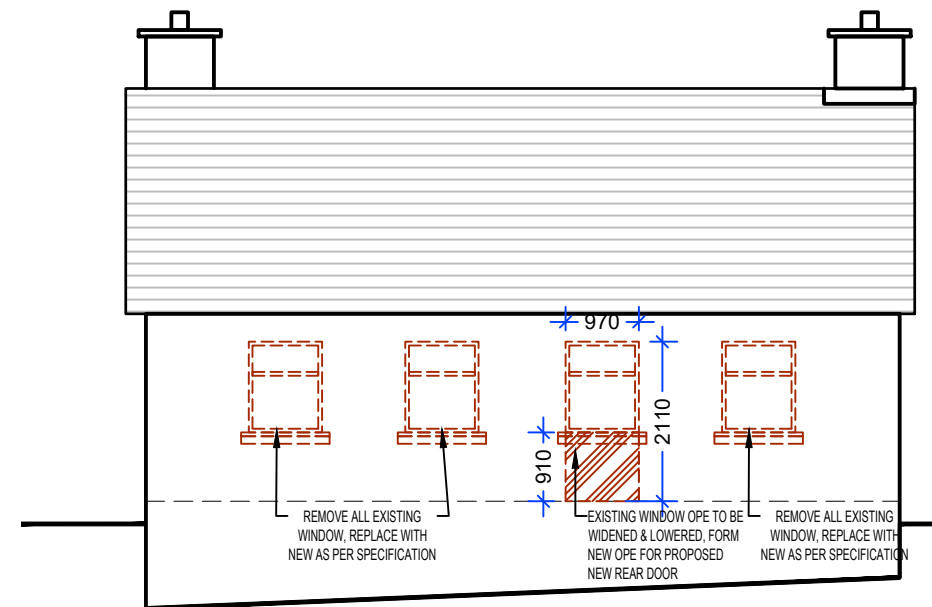 970
2110
910
REMOVE ALL EXISTING
WINDOW, REPLACE WITH
NEW AS PER SPECIFICATION
EXISTING WINDOW OPE TO BE
WIDENED & LOWERED, FORM
NEW OPE FOR PROPOSED
NEW REAR DOOR
REMOVE ALL EXISTING
WINDOW, REPLACE WITH
NEW AS PER SPECIFICATION